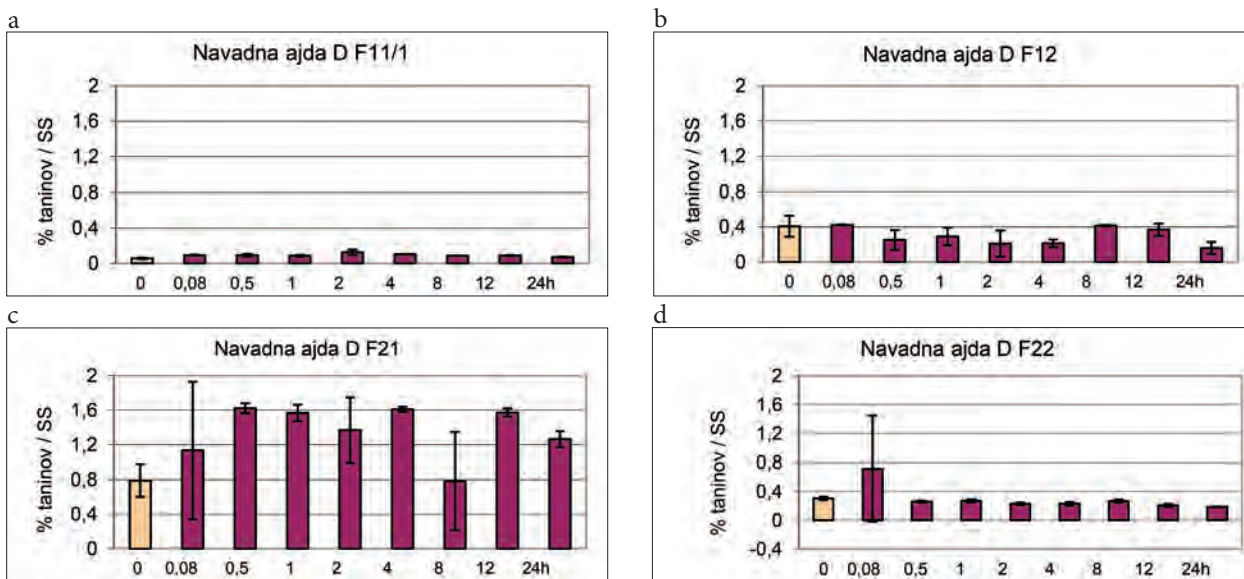 a
Navadna ajda D F11/1
% taninov / SS
2
1,6
1,2
0,8
0,4
0
0 0,08 0,5 1 2 4 8 12 24h
b
Navadna ajda D F12
% taninov / SS
2
1,6
1,2
0,8
0,4
0
0 0,08 0,5 1 2 4 8 12 24h
c
Navadna ajda D F21
% taninov / SS
2
1,6
1,2
0,8
0,4
0
0 0,08 0,5 1 2 4 8 12 24h
d
Navadna ajda D F22
% taninov / SS
2
1,6
1,2
0,8
0,4
0
-0,4
0 0,08 0,5 1 2 4 8 12 24h